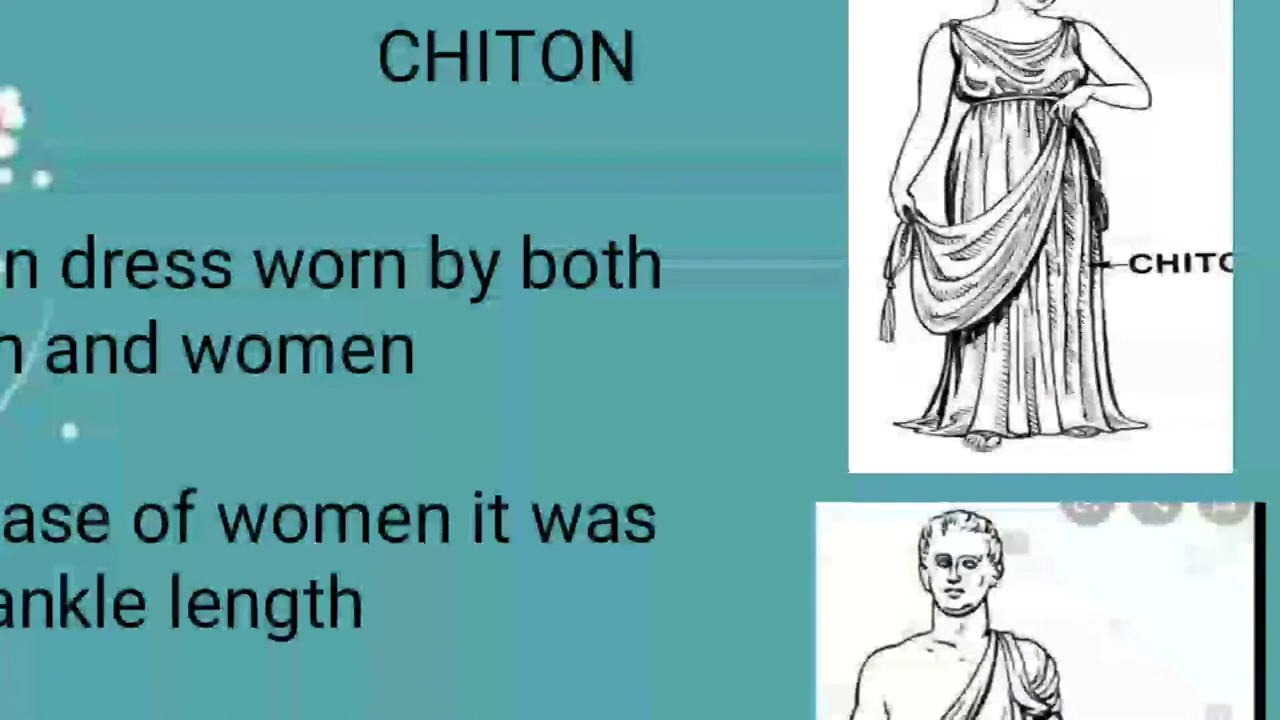 CHITON
n dress worn by both
n and women
CHITO
ase of women it was
ankle length